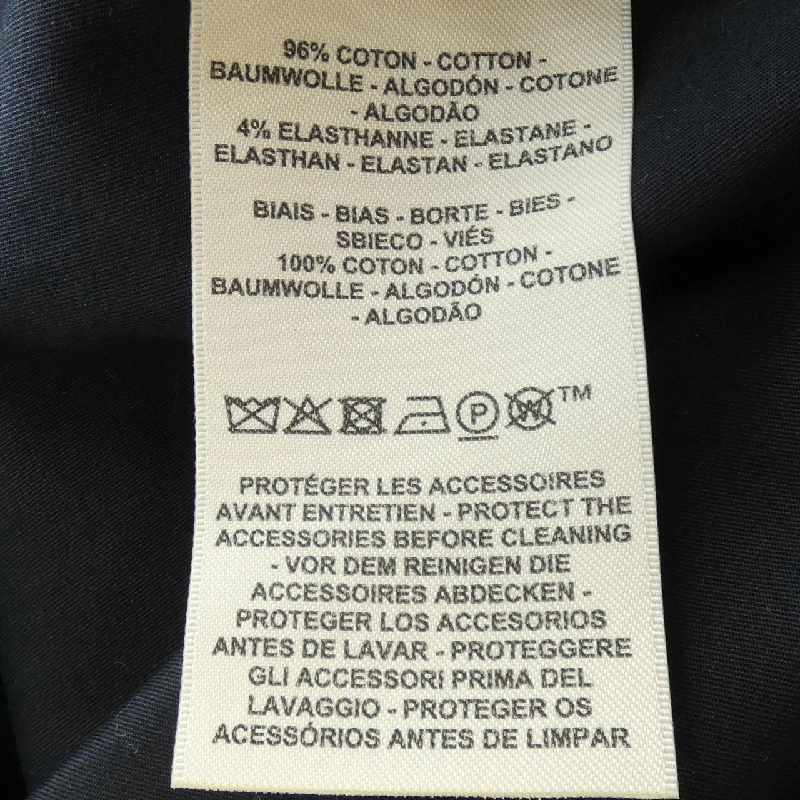 96% COTON - COTTON -
BAUMWOLLE - ALGODÓN - COTONE
- ALGODÃO
4% ELASTHANNE - ELASTANE -
ELASTHAN - ELASTAN - ELASTANO
BIAIS - BIAS - BORTE - BIES -
SBIECO - VIÉS
100% COTON - COTTON -
BAUMWOLLE - ALGODÓN - COTONE
- ALGODÃO
P W TM
PROTÉGER LES ACCESSOIRES
AVANT ENTRETIEN - PROTECT THE
ACCESSORIES BEFORE CLEANING
- VOR DEM REINIGEN DIE
ACCESSOIRES ABDECKEN -
PROTEGER LOS ACCESORIOS
ANTES DE LAVAR - PROTEGGERE
GLI ACCESSORI PRIMA DEL
LAVAGGIO - PROTEGER OS
ACESSÓRIOS ANTES DE LIMPAR